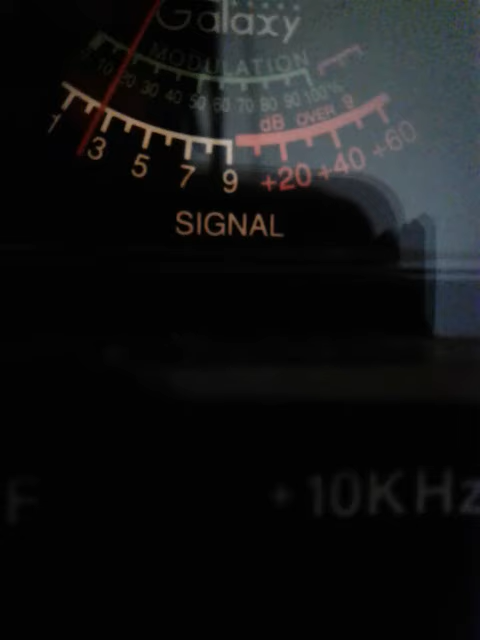 Galaxy
MODULATION
10 20 30 40 50 60 70 80 90 100%
dB OVER 9
1 3 5 7 9 +20 +40 +60
SIGNAL
F +10KHz